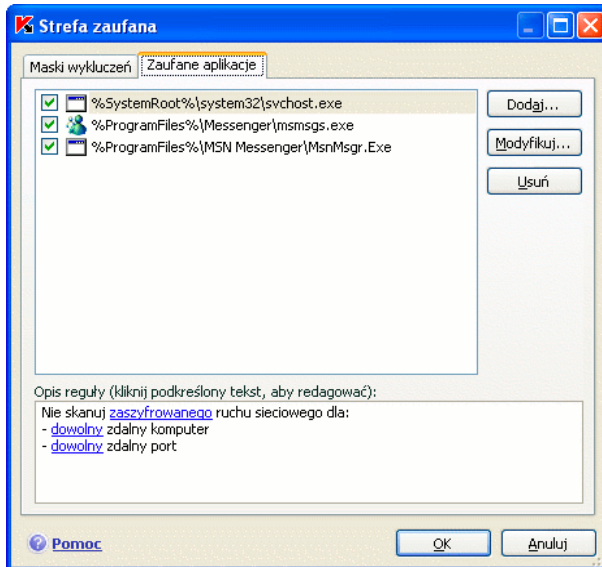 Strefa zaufana
Maski wykluczeń
Zaufane aplikacje
%SystemRoot%\system32\svchost.exe
%ProgramFiles%\Messenger\msmsgs.exe
%ProgramFiles%\MSN Messenger\MsnMsgr.Exe
Dodaj...
Modyfikuj...
Usuń
Opis reguły (kliknij podkreślony tekst, aby redagować):
Nie skanuj zaszyfrowanego ruchu sieciowego dla:
- dowolny zdalny komputer
- dowolny zdalny port
Pomoc
OK
Anuluj